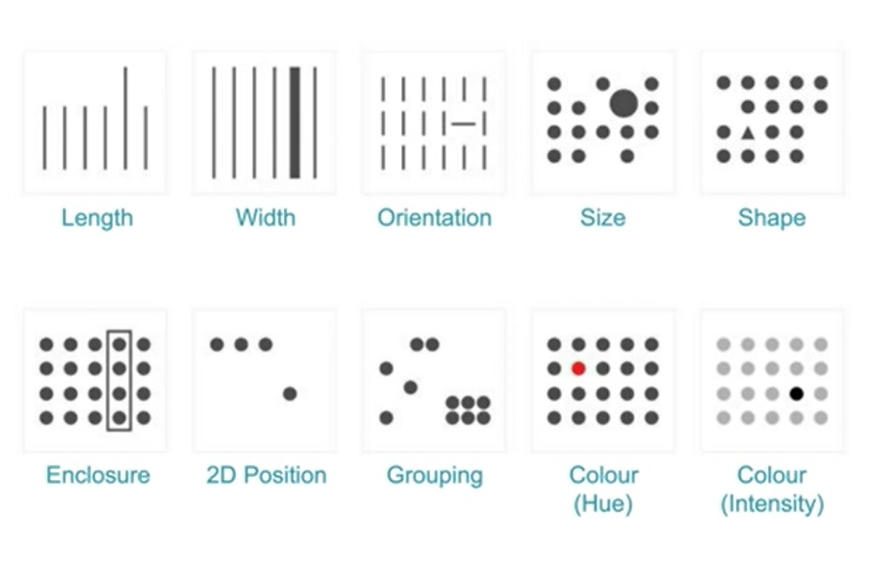 Length
Width
Orientation
Size
Shape
Enclosure
2D Position
Grouping
Colour
(Hue)
Colour
(Intensity)